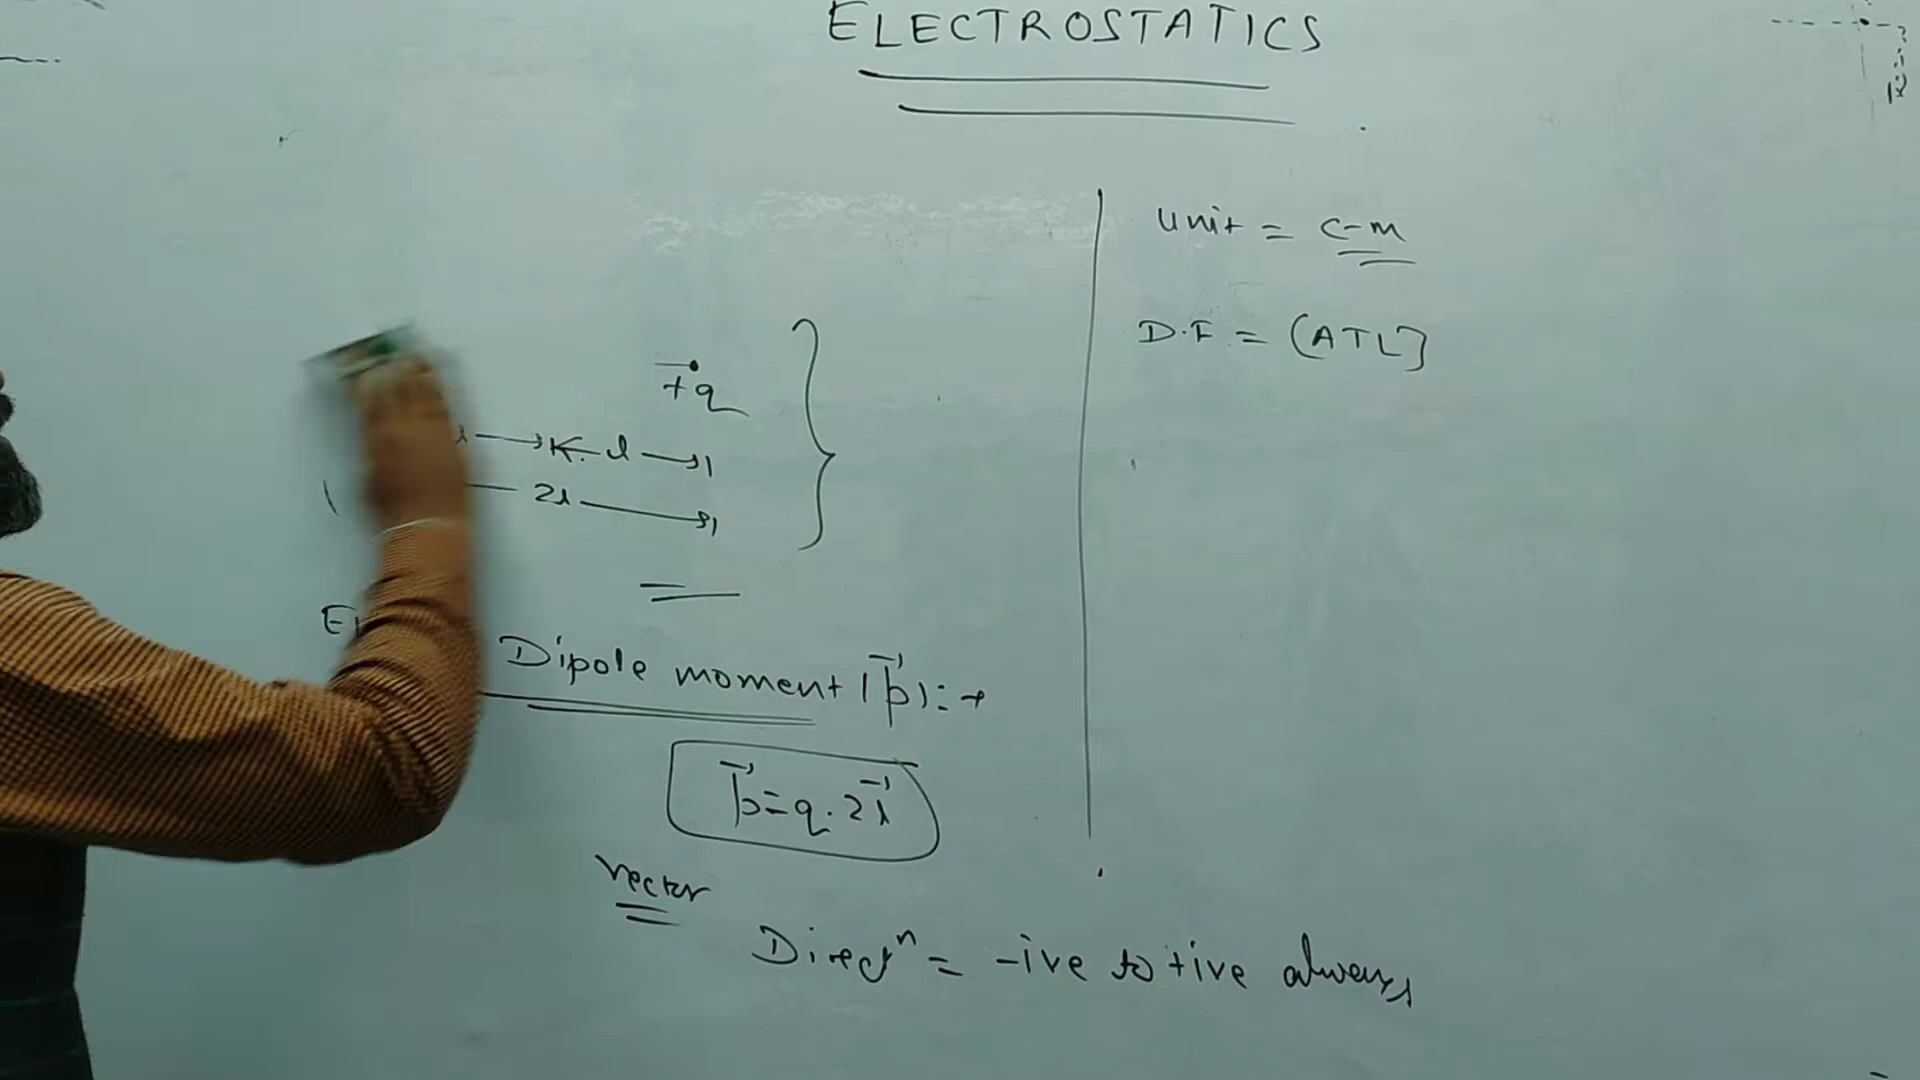 ELECTROSTATICS
+q
l
2l
Dipole moment (p⃗):→
p⃗=q.2l⃗
vector
Direcⁿ = -ive to +ive always
unit = c-m
D.F = [ATL]